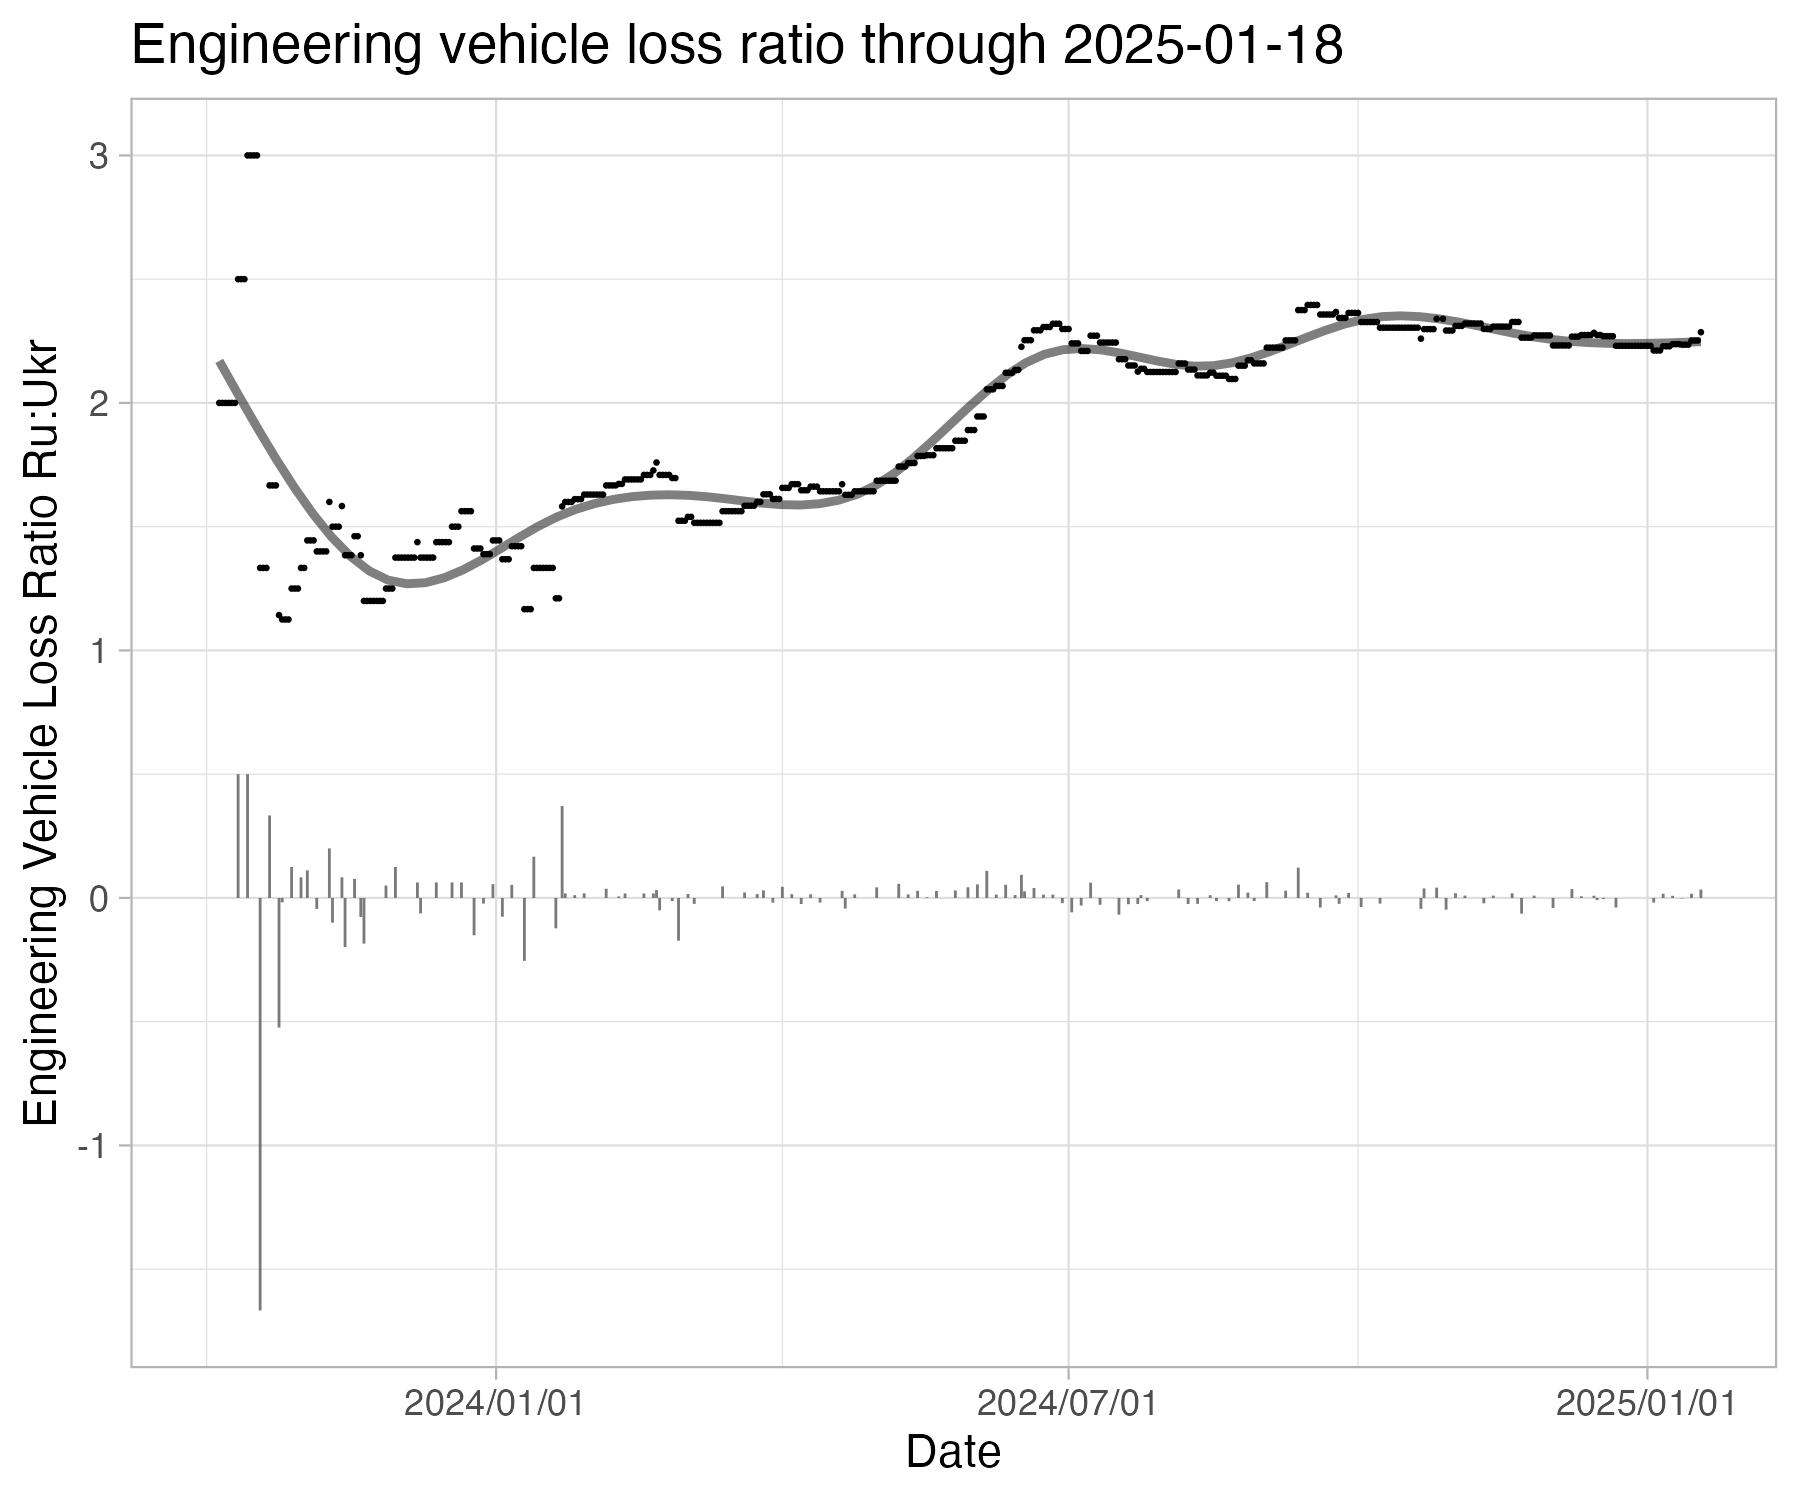 Engineering vehicle loss ratio through 2025-01-18
Engineering Vehicle Loss Ratio Ru:Ukr
3
2
1
0
-1
2024/01/01
2024/07/01
2025/01/01
Date